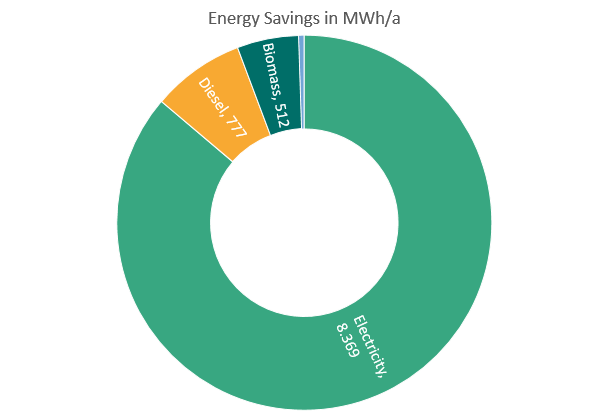 Energy Savings in MWh/a
Biomass, 512
Diesel, 777
Electricity,
8.369